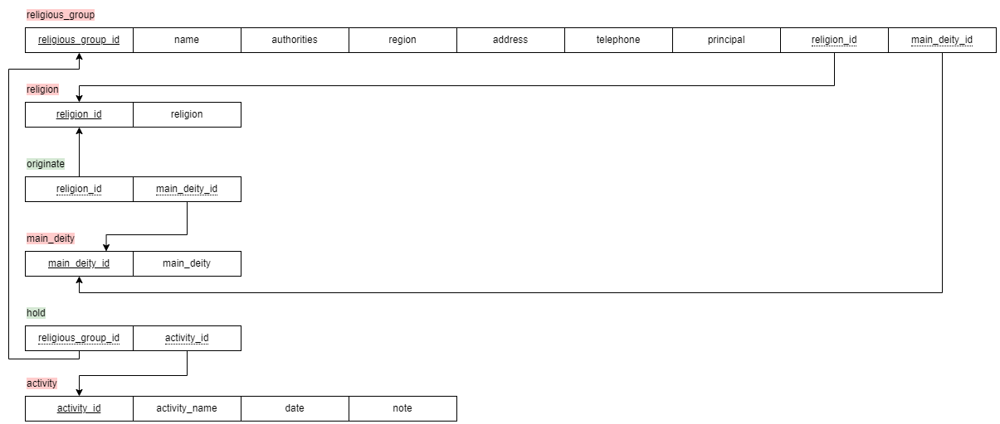 religious_group
religious_group_id name authorities region address telephone principal religion_id main_deity_id
religion
religion_id religion
originate
religion_id main_deity_id
main_deity
main_deity_id main_deity
hold
religious_group_id activity_id
activity
activity_id activity_name date note